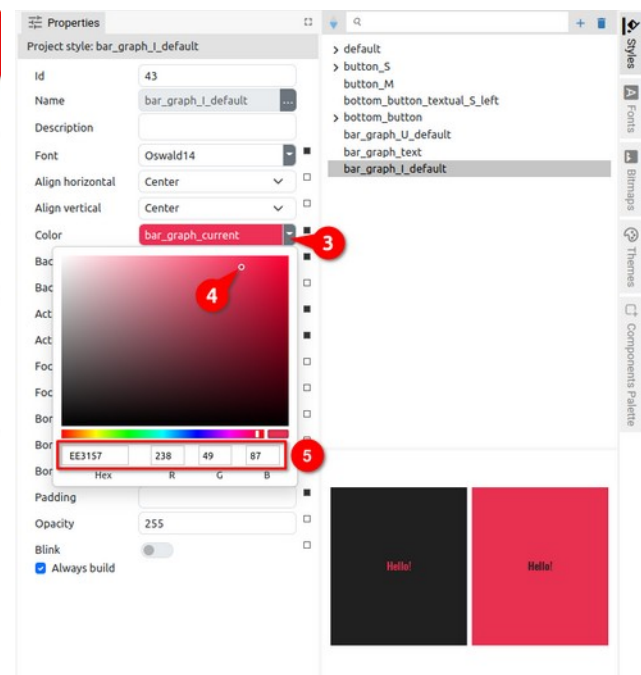 Properties
Project style: bar_graph_I_default
Id 43
Name bar_graph_I_default ...
Description
Font Oswald14
Align horizontal Center
Align vertical Center
Color bar_graph_current
3
Bac
4
Bac
Act
Act
Foc
Foc
Bor
Bor
EE3157 238 49 87
5
Bor
Hex R G B
Padding
Opacity 255
Blink
Always build
default
button_S
button_M
bottom_button_textual_S_left
bottom_button
bar_graph_U_default
bar_graph_text
bar_graph_I_default
Hello!
Hello!
Styles
A Fonts
Bitmaps
Themes
Components Palette